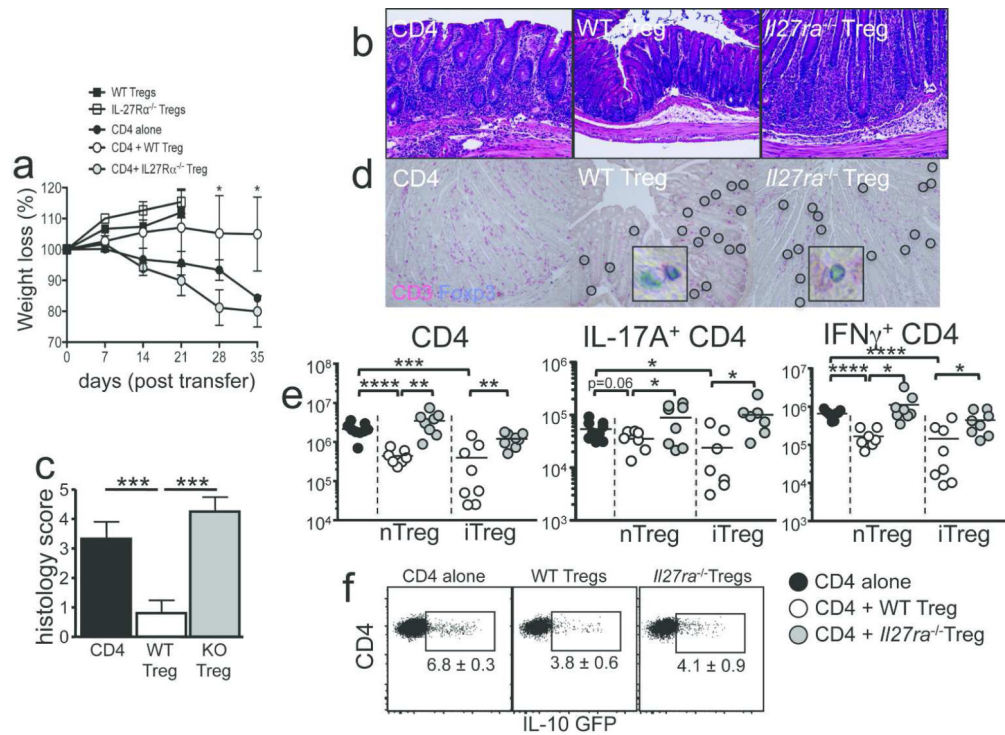 a
WT Tregs
IL-27Rα-/- Tregs
CD4 alone
CD4 + WT Treg
CD4+ IL27Rα-/- Treg
Weight loss (%)
120
110
100
90
80
70
* *
0 7 14 21 28 35
days (post transfer)
b
CD4
WT Treg
Il27ra-/- Treg
c
histology score
5
4
3
2
1
0
*** ***
CD4
WT
Treg
KO
Treg
d
CD4
WT Treg
Il27ra-/- Treg
CD3 Foxp3
e
CD4
10^7
10^6
10^5
10^4
***
**** ** **
nTreg iTreg
IL-17A+ CD4
10^6
10^5
10^4
10^3
*
p=0.06 * *
nTreg iTreg
IFNγ+ CD4
10^7
10^6
10^5
10^4
10^3
****
**** * *
nTreg iTreg
f
CD4 alone
WT Tregs
Il27ra-/-Tregs
CD4
6.8 ± 0.3
3.8 ± 0.6
4.1 ± 0.9
IL-10 GFP
CD4 alone
CD4 + WT Treg
CD4 + Il27ra-/-Treg